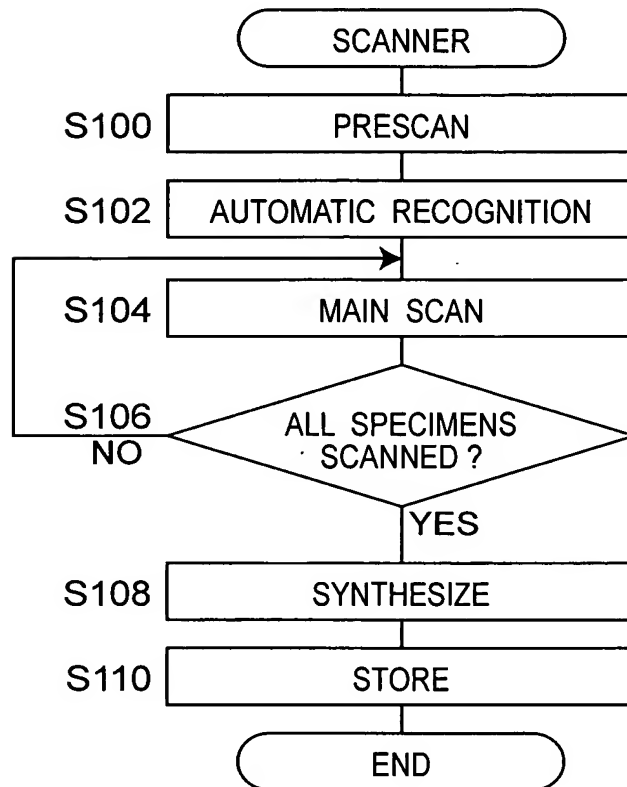 SCANNER
S100 PRESCAN
S102 AUTOMATIC RECOGNITION
S104 MAIN SCAN
S106 ALL SPECIMENS
NO SCANNED ?
YES
S108 SYNTHESIZE
S110 STORE
END